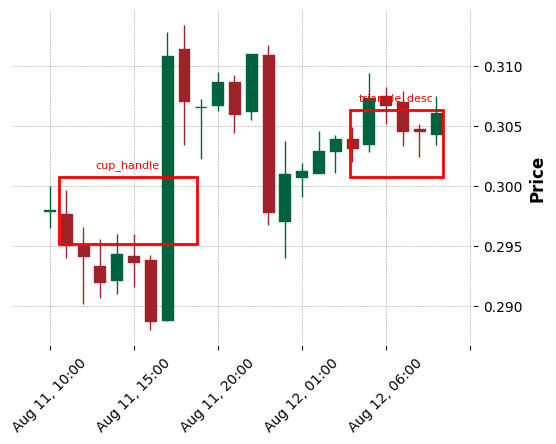 cup_handle
triangle_desc
0.310
0.305
0.300
0.295
0.290
Price
Aug 11, 10:00
Aug 11, 15:00
Aug 11, 20:00
Aug 12, 01:00
Aug 12, 06:00